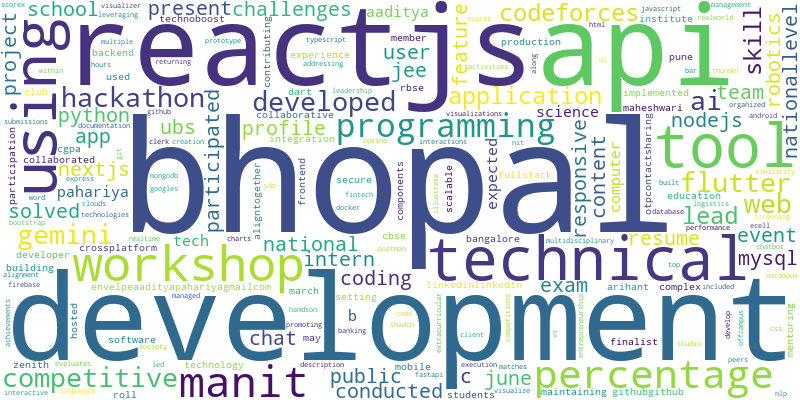 reactjs
api
bhopal
development
technical
workshop
tool
using
percentage
manit
programming
hackathon
developed
competitive
application
flutter
gemini
web
ai
skill
lead
school
present
challenges
aaditya
codeforces
project
technoboost
member
user
jee
rbse
feature
robotics
institute
pune
team
nationallevel
python
app
ubs
profile
science
maheshwari
nodejs
nextjs
participated
pahariya
solved
cgpa
responsive
content
computer
fullstack
expected
secure
fintech
docker
scalable
components
frontend
integration
collaborative
dart
experience
addressing
contributing
production
implemented
otpcontactsharing
database
education
logistics
performance
event
mysql
resume
bangalore
multidisciplinary
national
intern
tech
crossplatform
developer
building
alignment
firebase
envelpeaadityapahariyagmailcom
linkedinlinkedin
exam
arihant
complex
top
chatbot
oncampus
coding
setting
chat
march
may
b
c
june
public
conducted
mobile
students
roll
zenith
software
hosted
managed
achievements
interactive
technology
evaluates
led
society
promoting
banking
description
fastapi
execution
client
extracurricular
competitions
entrepreneurship
offcampus
finalist
studio
develop
css
mentoring
peers
nlp
maintaining
githubgithub
visualize
matches
code
shadcn
vs
included
ecell
screening
similarity
built
aligntogether
illustrate
postman
job
clouds
technologies
word
bootstrap
express
mongodb
googles
clerk
creation
github
documentation
git
cosine
interactions
nit
visualizations
submissions
participation
collaborated
club
backend
hours
used
within
returning
prototype
multiple
leveraging
visualizer
scorex
typescript
leadership
activities
scores
html
javascript
management
realworld
ui
bar
thunder
organized
android
along
realtime
charts
handson
languages
cbse